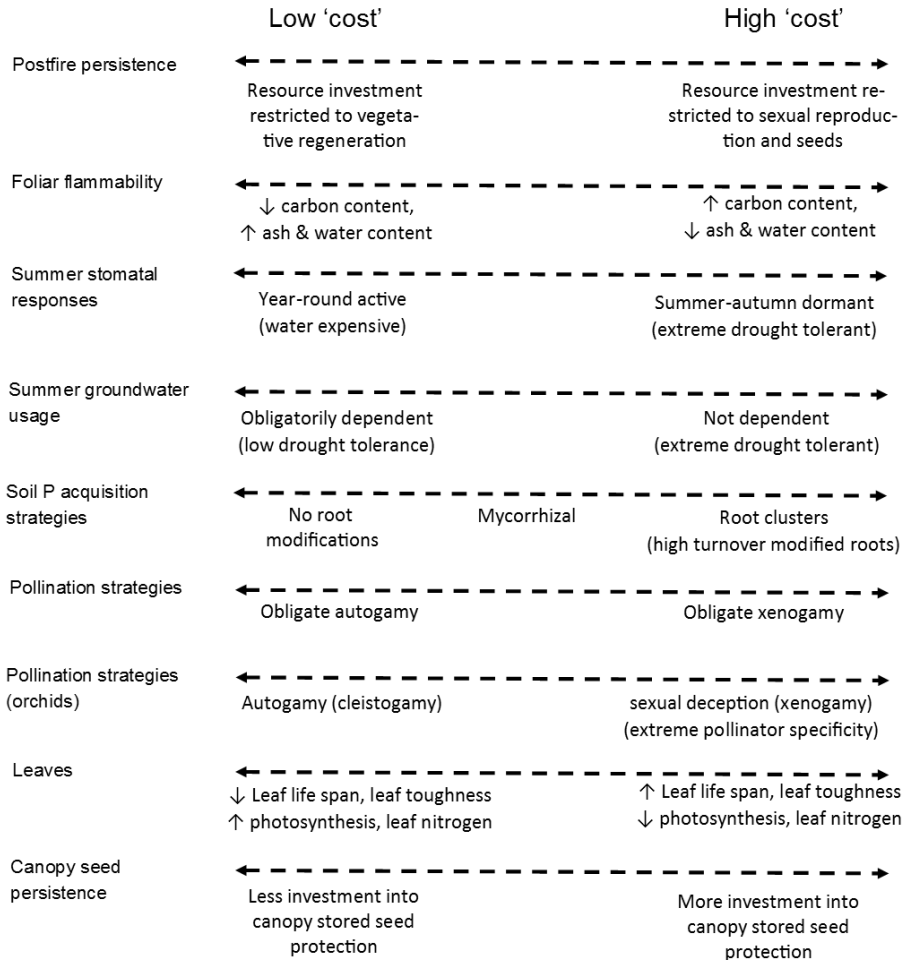 Low ‘cost’
High ‘cost’
Postfire persistence
Resource investment
restricted to vegeta-
tive regeneration
Resource investment re-
stricted to sexual reproduc-
tion and seeds
Foliar flammability
↓ carbon content,
↑ ash & water content
↑ carbon content,
↓ ash & water content
Summer stomatal
responses
Year-round active
(water expensive)
Summer-autumn dormant
(extreme drought tolerant)
Summer groundwater
usage
Obligatorily dependent
(low drought tolerance)
Not dependent
(extreme drought tolerant)
Soil P acquisition
strategies
No root
modifications
Mycorrhizal
Root clusters
(high turnover modified roots)
Pollination strategies
Obligate autogamy
Obligate xenogamy
Pollination strategies
(orchids)
Autogamy (cleistogamy)
sexual deception (xenogamy)
(extreme pollinator specificity)
Leaves
↓ Leaf life span, leaf toughness
↑ photosynthesis, leaf nitrogen
↑ Leaf life span, leaf toughness
↓ photosynthesis, leaf nitrogen
Canopy seed
persistence
Less investment into
canopy stored seed
protection
More investment into
canopy stored seed
protection